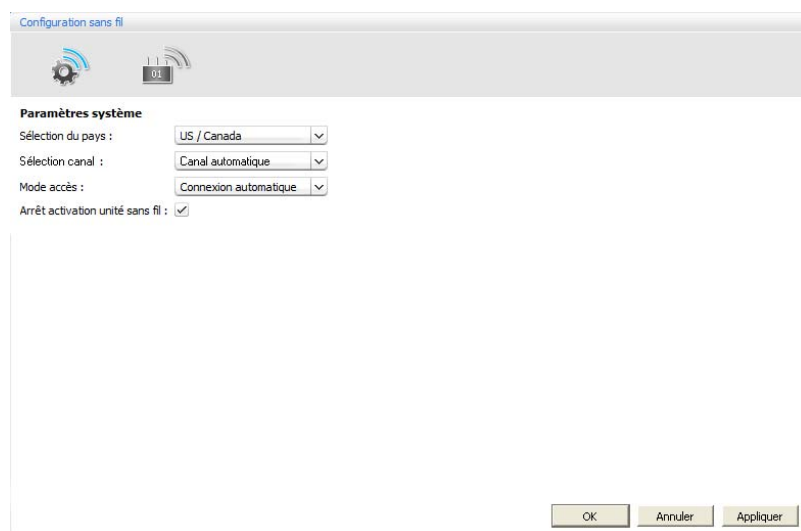 Configuration sans fil
01
Paramètres système
Sélection du pays : US / Canada
Sélection canal : Canal automatique
Mode accès : Connexion automatique
Arrêt activation unité sans fil :
OK Annuler Appliquer